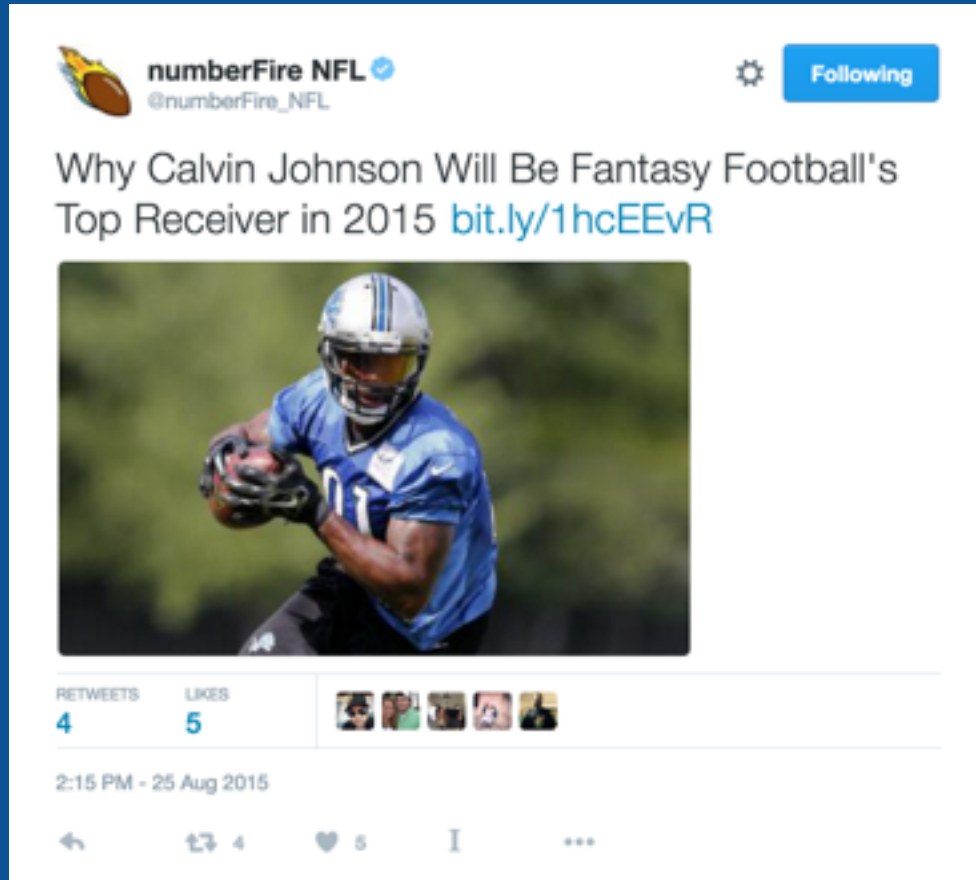 numberFire NFL
@numberFire_NFL
Following
Why Calvin Johnson Will Be Fantasy Football's
Top Receiver in 2015 bit.ly/1hcEEvR
RETWEETS LIKES
4 5
2:15 PM - 25 Aug 2015
4 5